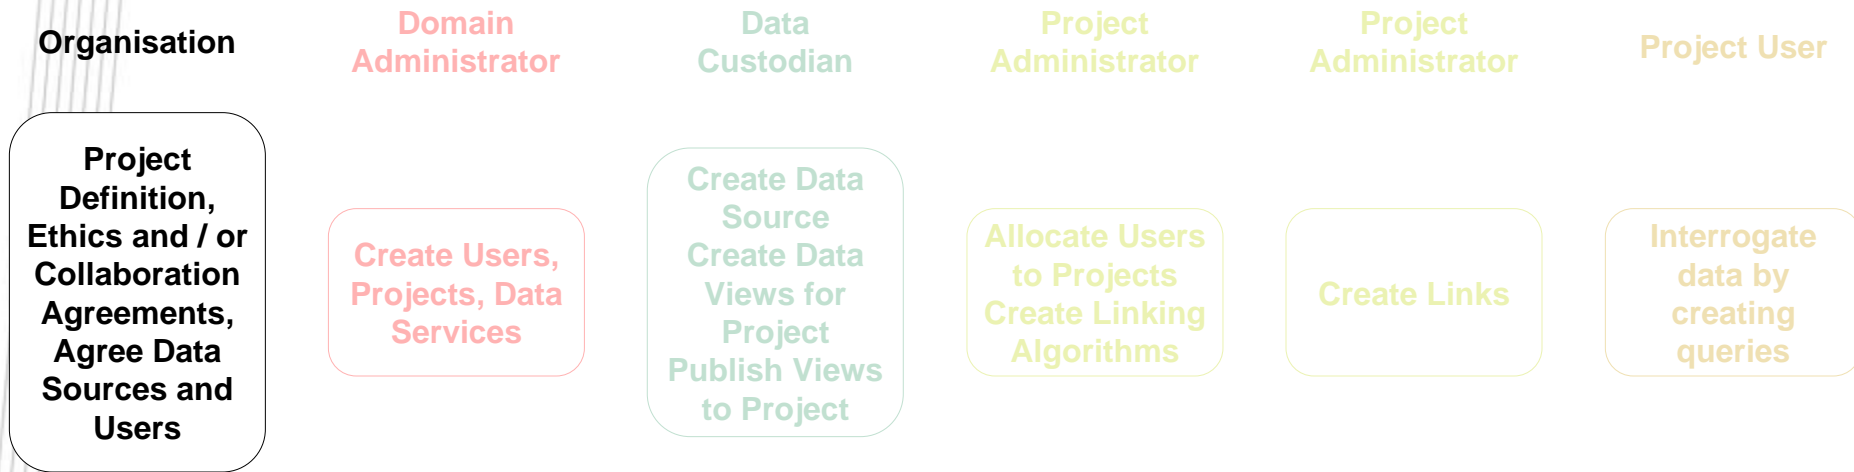 Organisation
Domain
Administrator
Data
Custodian
Project
Administrator
Project
Administrator
Project User
Project
Definition,
Ethics and / or
Collaboration
Agreements,
Agree Data
Sources and
Users
Create Users,
Projects, Data
Services
Create Data
Source
Create Data
Views for
Project
Publish Views
to Project
Allocate Users
to Projects
Create Linking
Algorithms
Create Links
Interrogate
data by
creating
queries